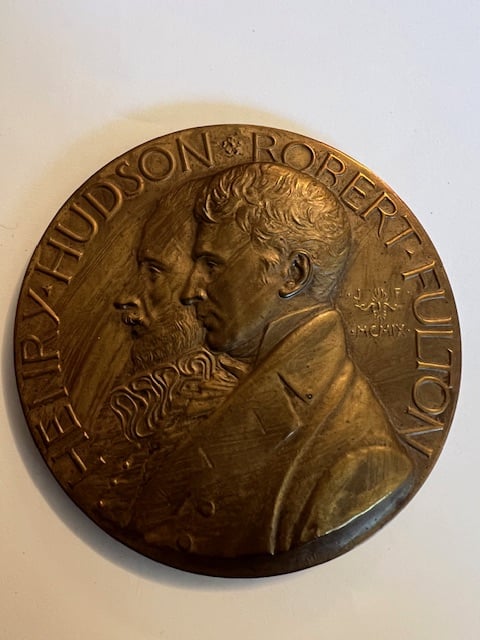 HENRY · HUDSON ROBERT · FULTON
· J · V · F ·
· MCMIX ·